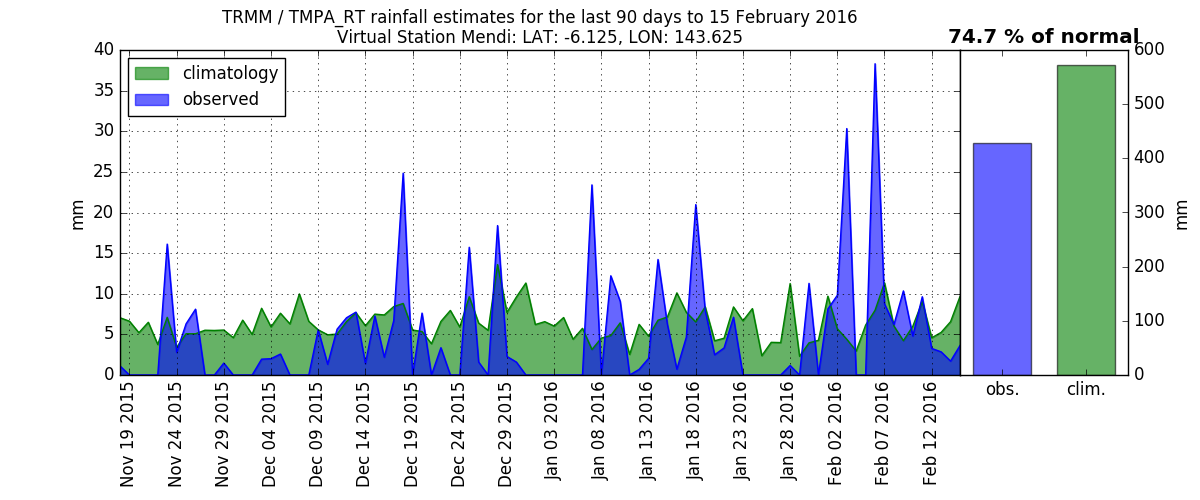 TRMM / TMPA_RT rainfall estimates for the last 90 days to 15 February 2016
Virtual Station Mendi: LAT: -6.125, LON: 143.625
74.7 % of normal
climatology
observed
40
35
30
25
20
15
10
5
0
mm
600
500
400
300
200
100
0
mm
Nov 19 2015
Nov 24 2015
Nov 29 2015
Dec 04 2015
Dec 09 2015
Dec 14 2015
Dec 19 2015
Dec 24 2015
Dec 29 2015
Jan 03 2016
Jan 08 2016
Jan 13 2016
Jan 18 2016
Jan 23 2016
Jan 28 2016
Feb 02 2016
Feb 07 2016
Feb 12 2016
obs.
clim.